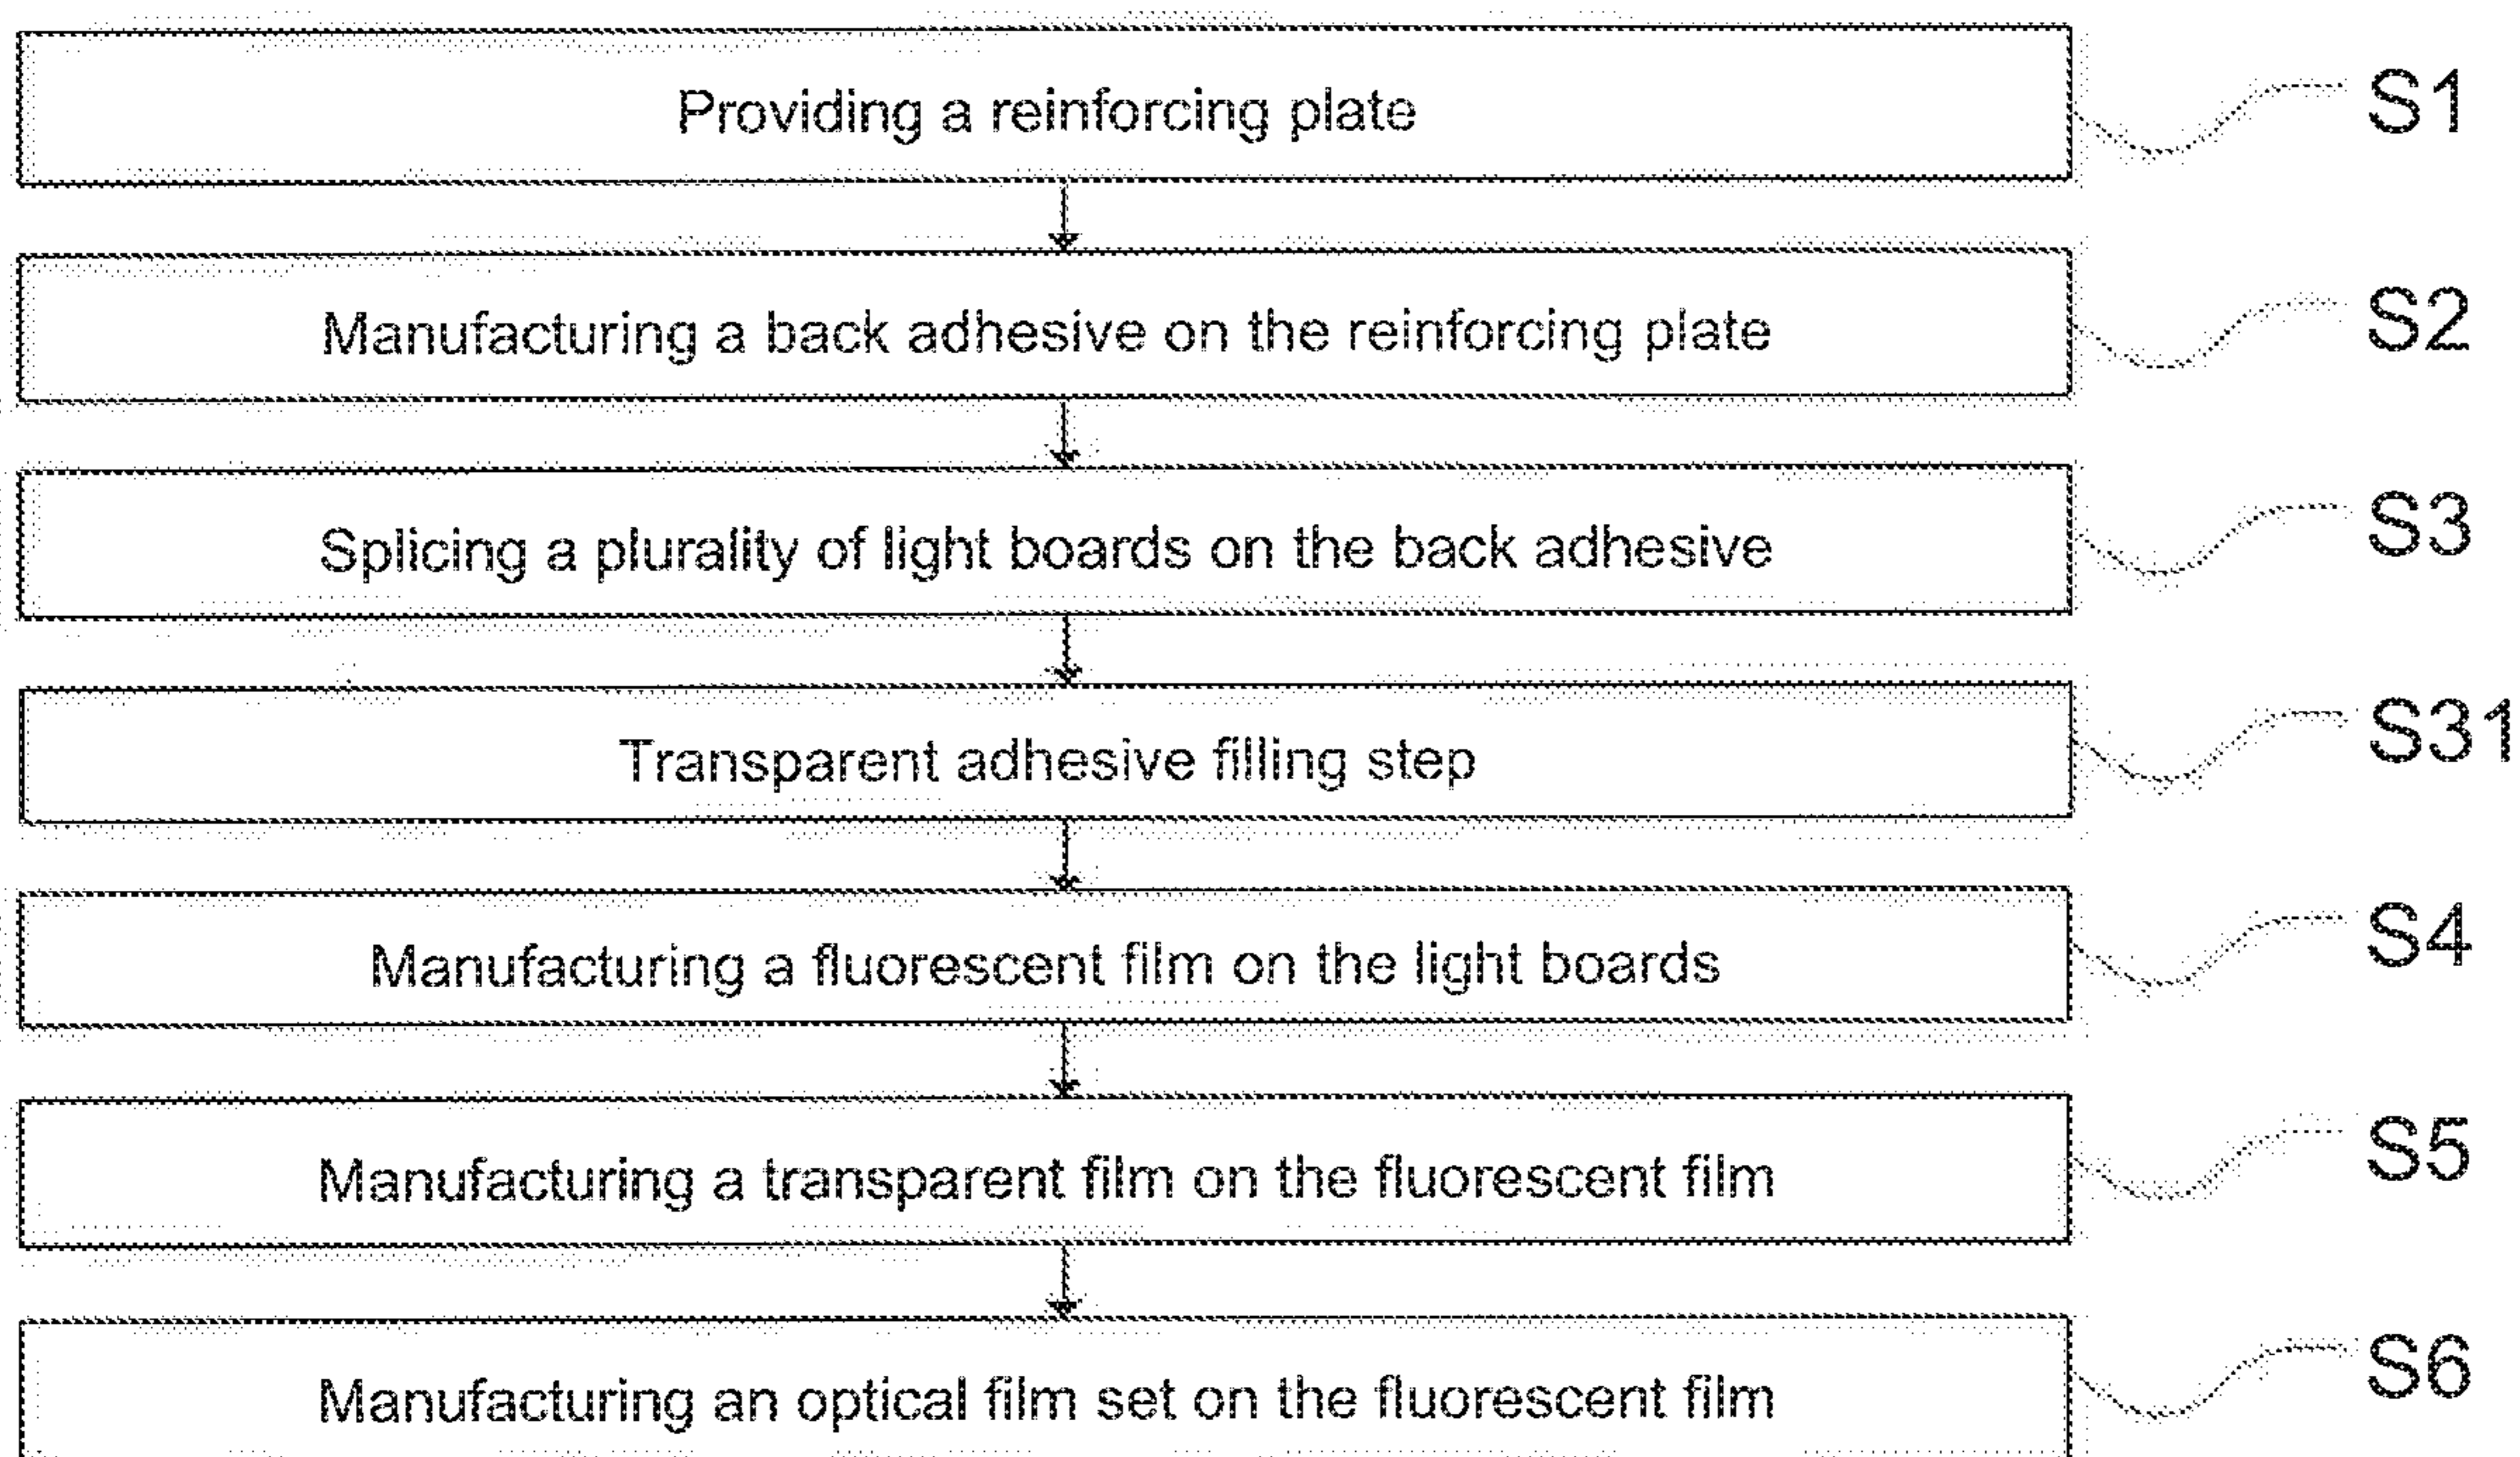 Providing a reinforcing plate S1
Manufacturing a back adhesive on the reinforcing plate S2
Splicing a plurality of light boards on the back adhesive S3
Transparent adhesive filling step S31
Manufacturing a fluorescent film on the light boards S4
Manufacturing a transparent film on the fluorescent film S5
Manufacturing an optical film set on the fluorescent film S6